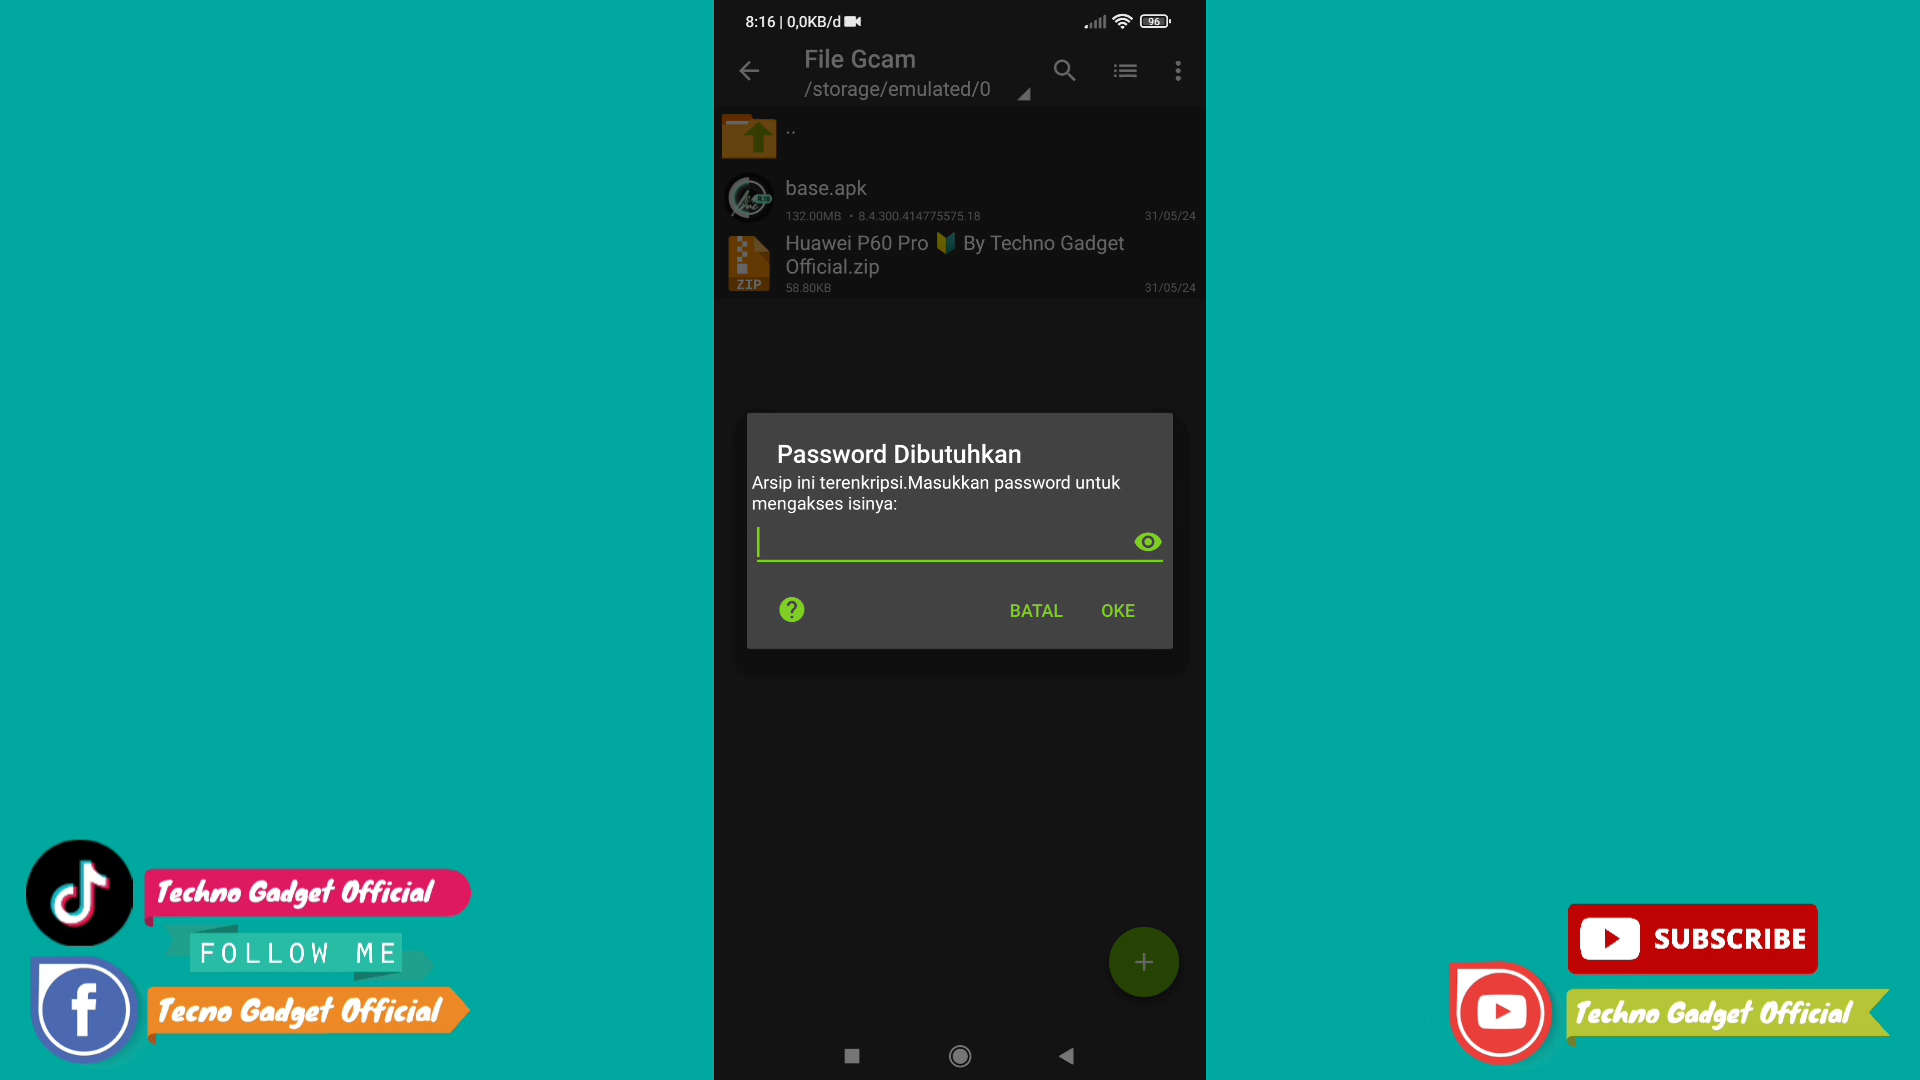 8:16 | 0,0KB/d
96
File Gcam
/storage/emulated/0
..
base.apk
132.00MB • 8.4.300.414775575.18
31/05/24
Huawei P60 Pro 🔰 By Techno Gadget
Official.zip
ZIP
58.80KB
31/05/24
Password Dibutuhkan
Arsip ini terenkripsi.Masukkan password untuk
mengakses isinya:
BATAL
OKE
Techno Gadget Official
FOLLOW ME
Tecno Gadget Official
SUBSCRIBE
Techno Gadget Official